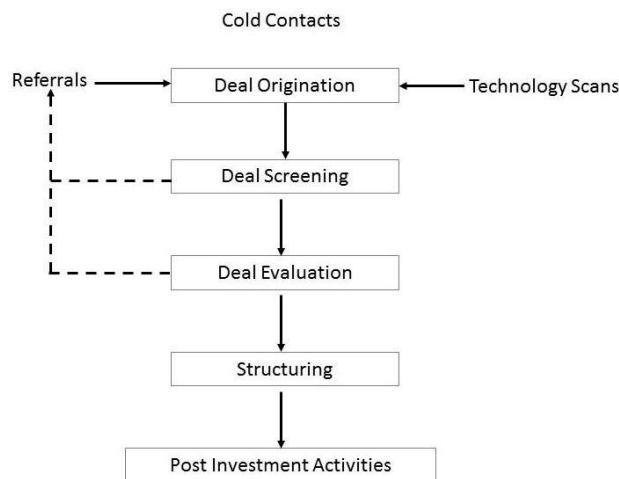 Cold Contacts
Referrals
Deal Origination
Technology Scans
Deal Screening
Deal Evaluation
Structuring
Post Investment Activities